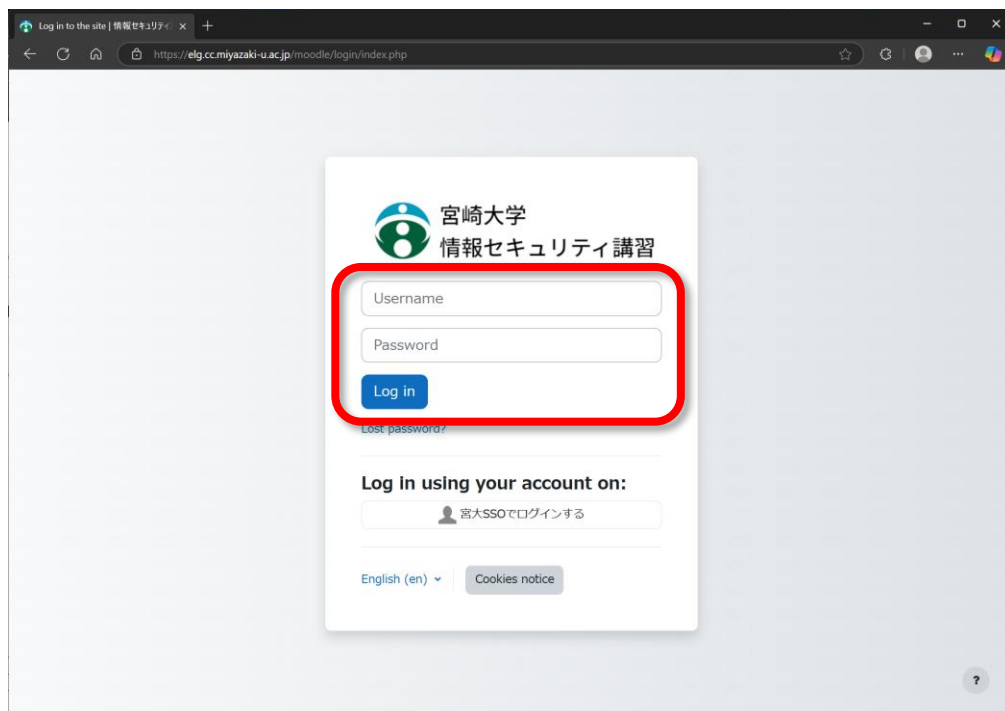 Log in to the site | 情報セキュリティ
https://elg.cc.miyazaki-u.ac.jp/moodle/login/index.php
宮崎大学
情報セキュリティ講習
Username
Password
Log in
Lost password?
Log in using your account on:
宮大SSOでログインする
English (en)
Cookies notice
?